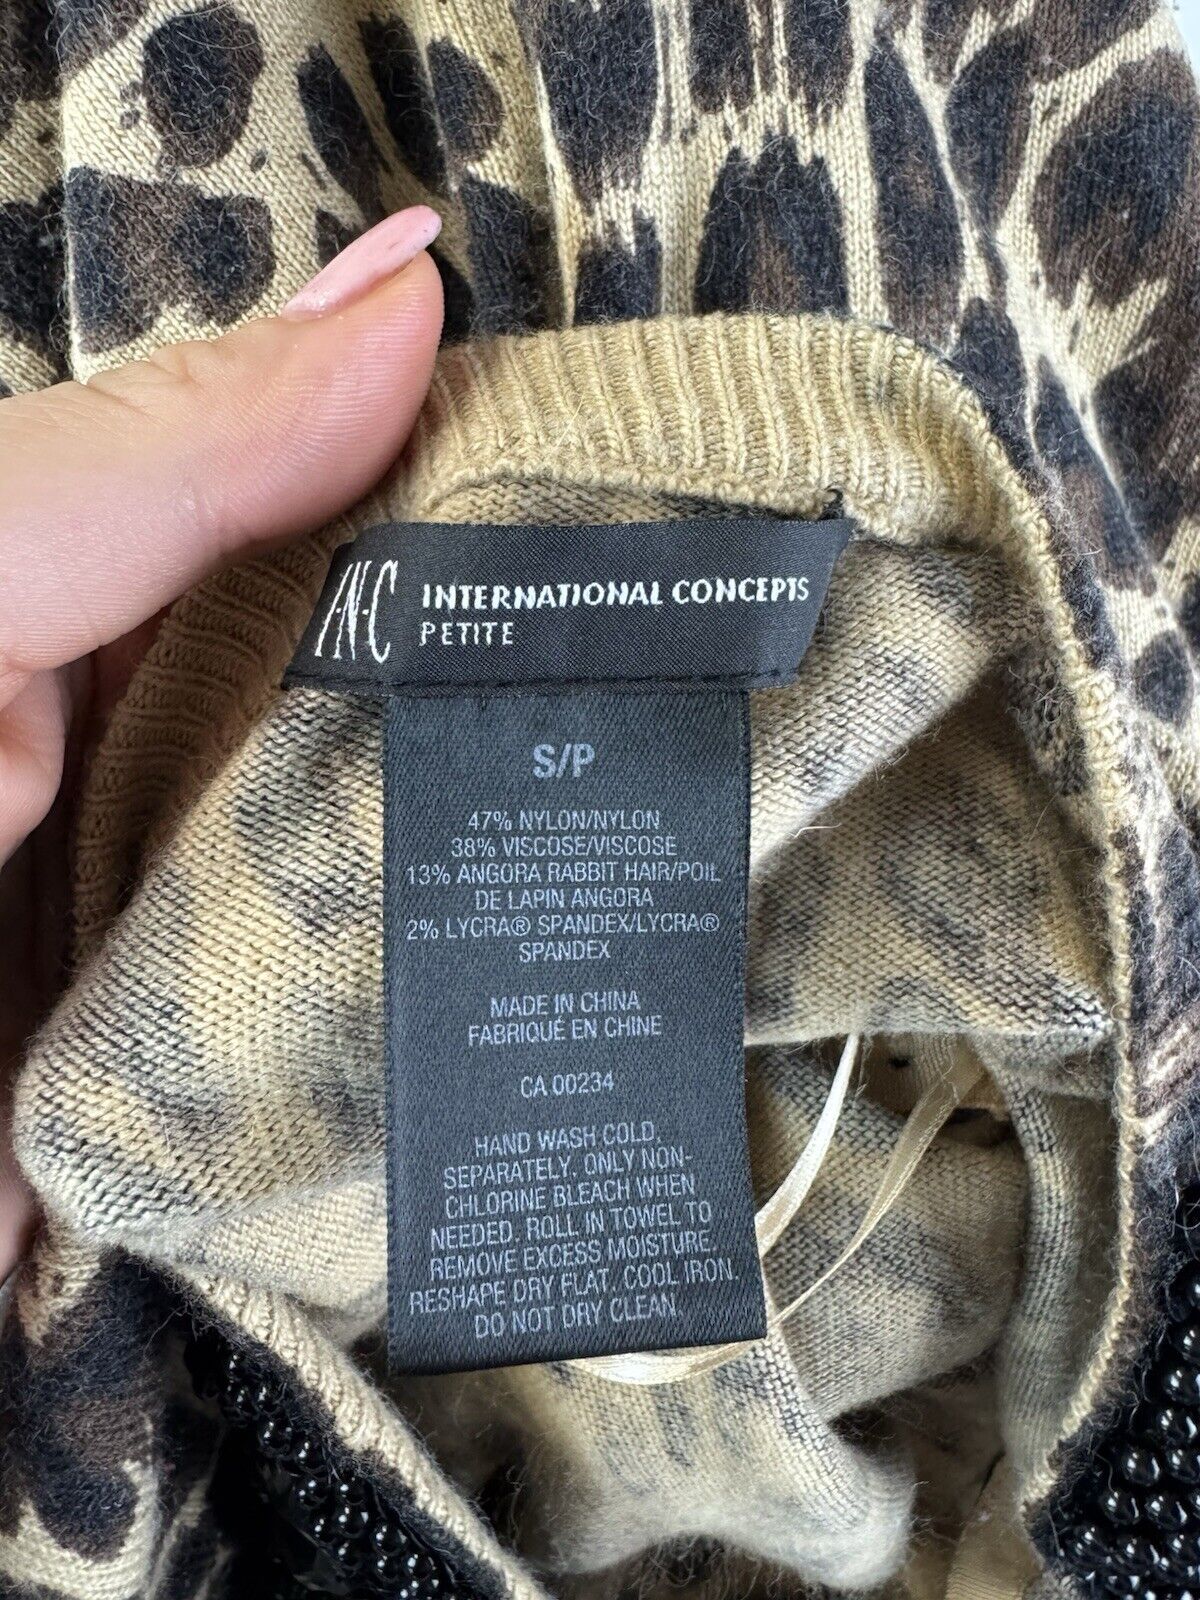 I·N·C INTERNATIONAL CONCEPTS
PETITE
S/P
47% NYLON/NYLON
38% VISCOSE/VISCOSE
13% ANGORA RABBIT HAIR/POIL
DE LAPIN ANGORA
2% LYCRA® SPANDEX/LYCRA®
SPANDEX
MADE IN CHINA
FABRIQUÉ EN CHINE
CA 00234
HAND WASH COLD,
SEPARATELY. ONLY NON-
CHLORINE BLEACH WHEN
NEEDED. ROLL IN TOWEL TO
REMOVE EXCESS MOISTURE.
RESHAPE DRY FLAT. COOL IRON.
DO NOT DRY CLEAN.